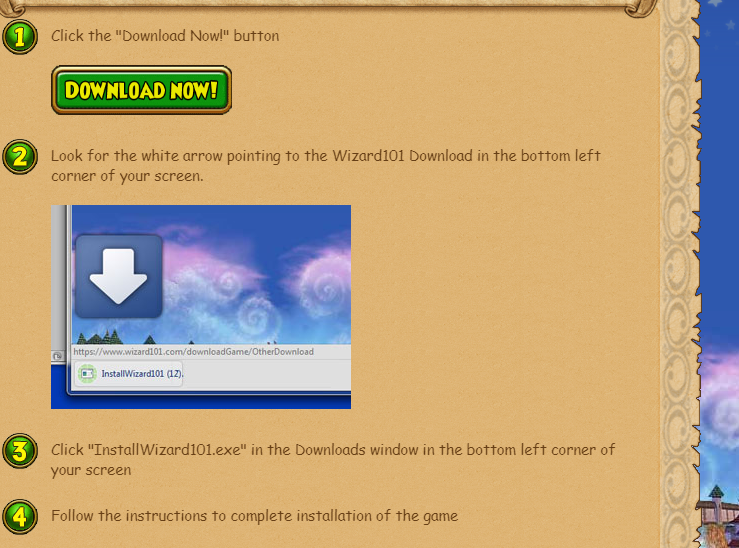 1
Click the "Download Now!" button
DOWNLOAD NOW!
2
Look for the white arrow pointing to the Wizard101 Download in the bottom left
corner of your screen.
https://www.wizard101.com/downloadGame/OtherDownload
InstallWizard101 (12).
3
Click "InstallWizard101.exe" in the Downloads window in the bottom left corner of
your screen
4
Follow the instructions to complete installation of the game